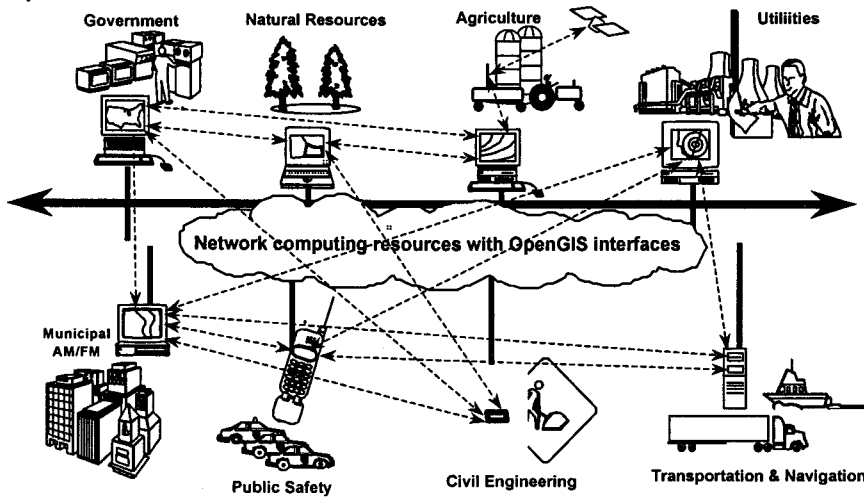 Government
Natural Resources
Agriculture
Utiliities
Network computing resources with OpenGIS interfaces
Municipal
AM/FM
Public Safety
Civil Engineering
Transportation & Navigation